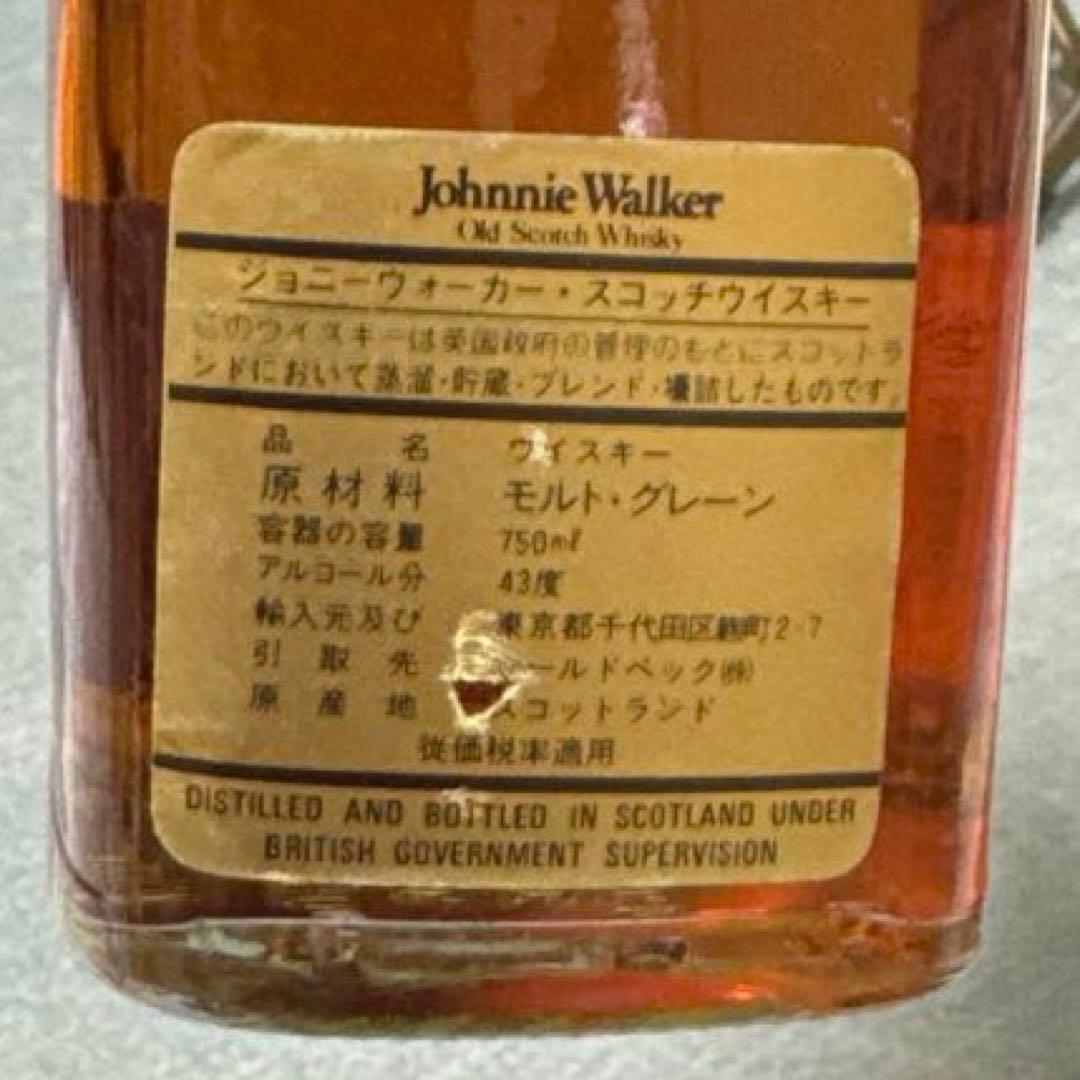 Johnnie Walker
Old Scotch Whisky
ジョニーウォーカー・スコッチウイスキー
このウイスキーは英国政府の管理のもとにスコットラ
ンドにおいて蒸溜・貯蔵・ブレンド・壜詰したものです。
品名 ウイスキー
原材料 モルト・グレーン
容器の容量 750ml
アルコール分 43度
輸入元及び 東京都千代田区麹町2-7
引取先 ールドベック㈱
原産地 スコットランド
従価税率適用
DISTILLED AND BOTTLED IN SCOTLAND UNDER
BRITISH GOVERNMENT SUPERVISION